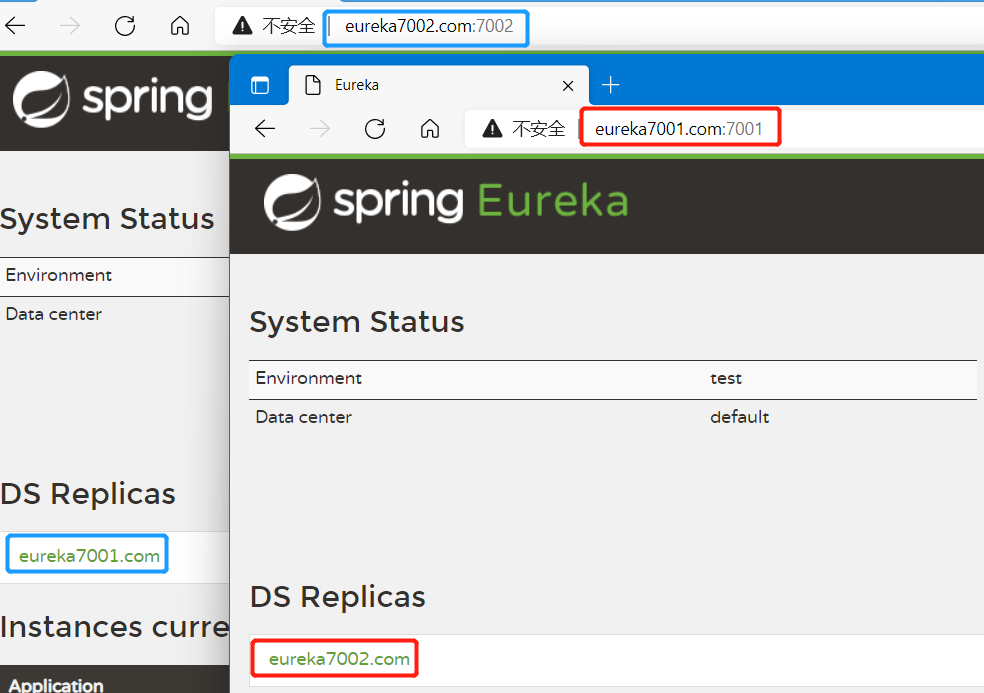 不安全 eureka7002.com:7002
spring
System Status
Environment
Data center
DS Replicas
eureka7001.com
Instances curre
Application
Eureka
不安全 eureka7001.com:7001
spring Eureka
System Status
Environment test
Data center default
DS Replicas
eureka7002.com